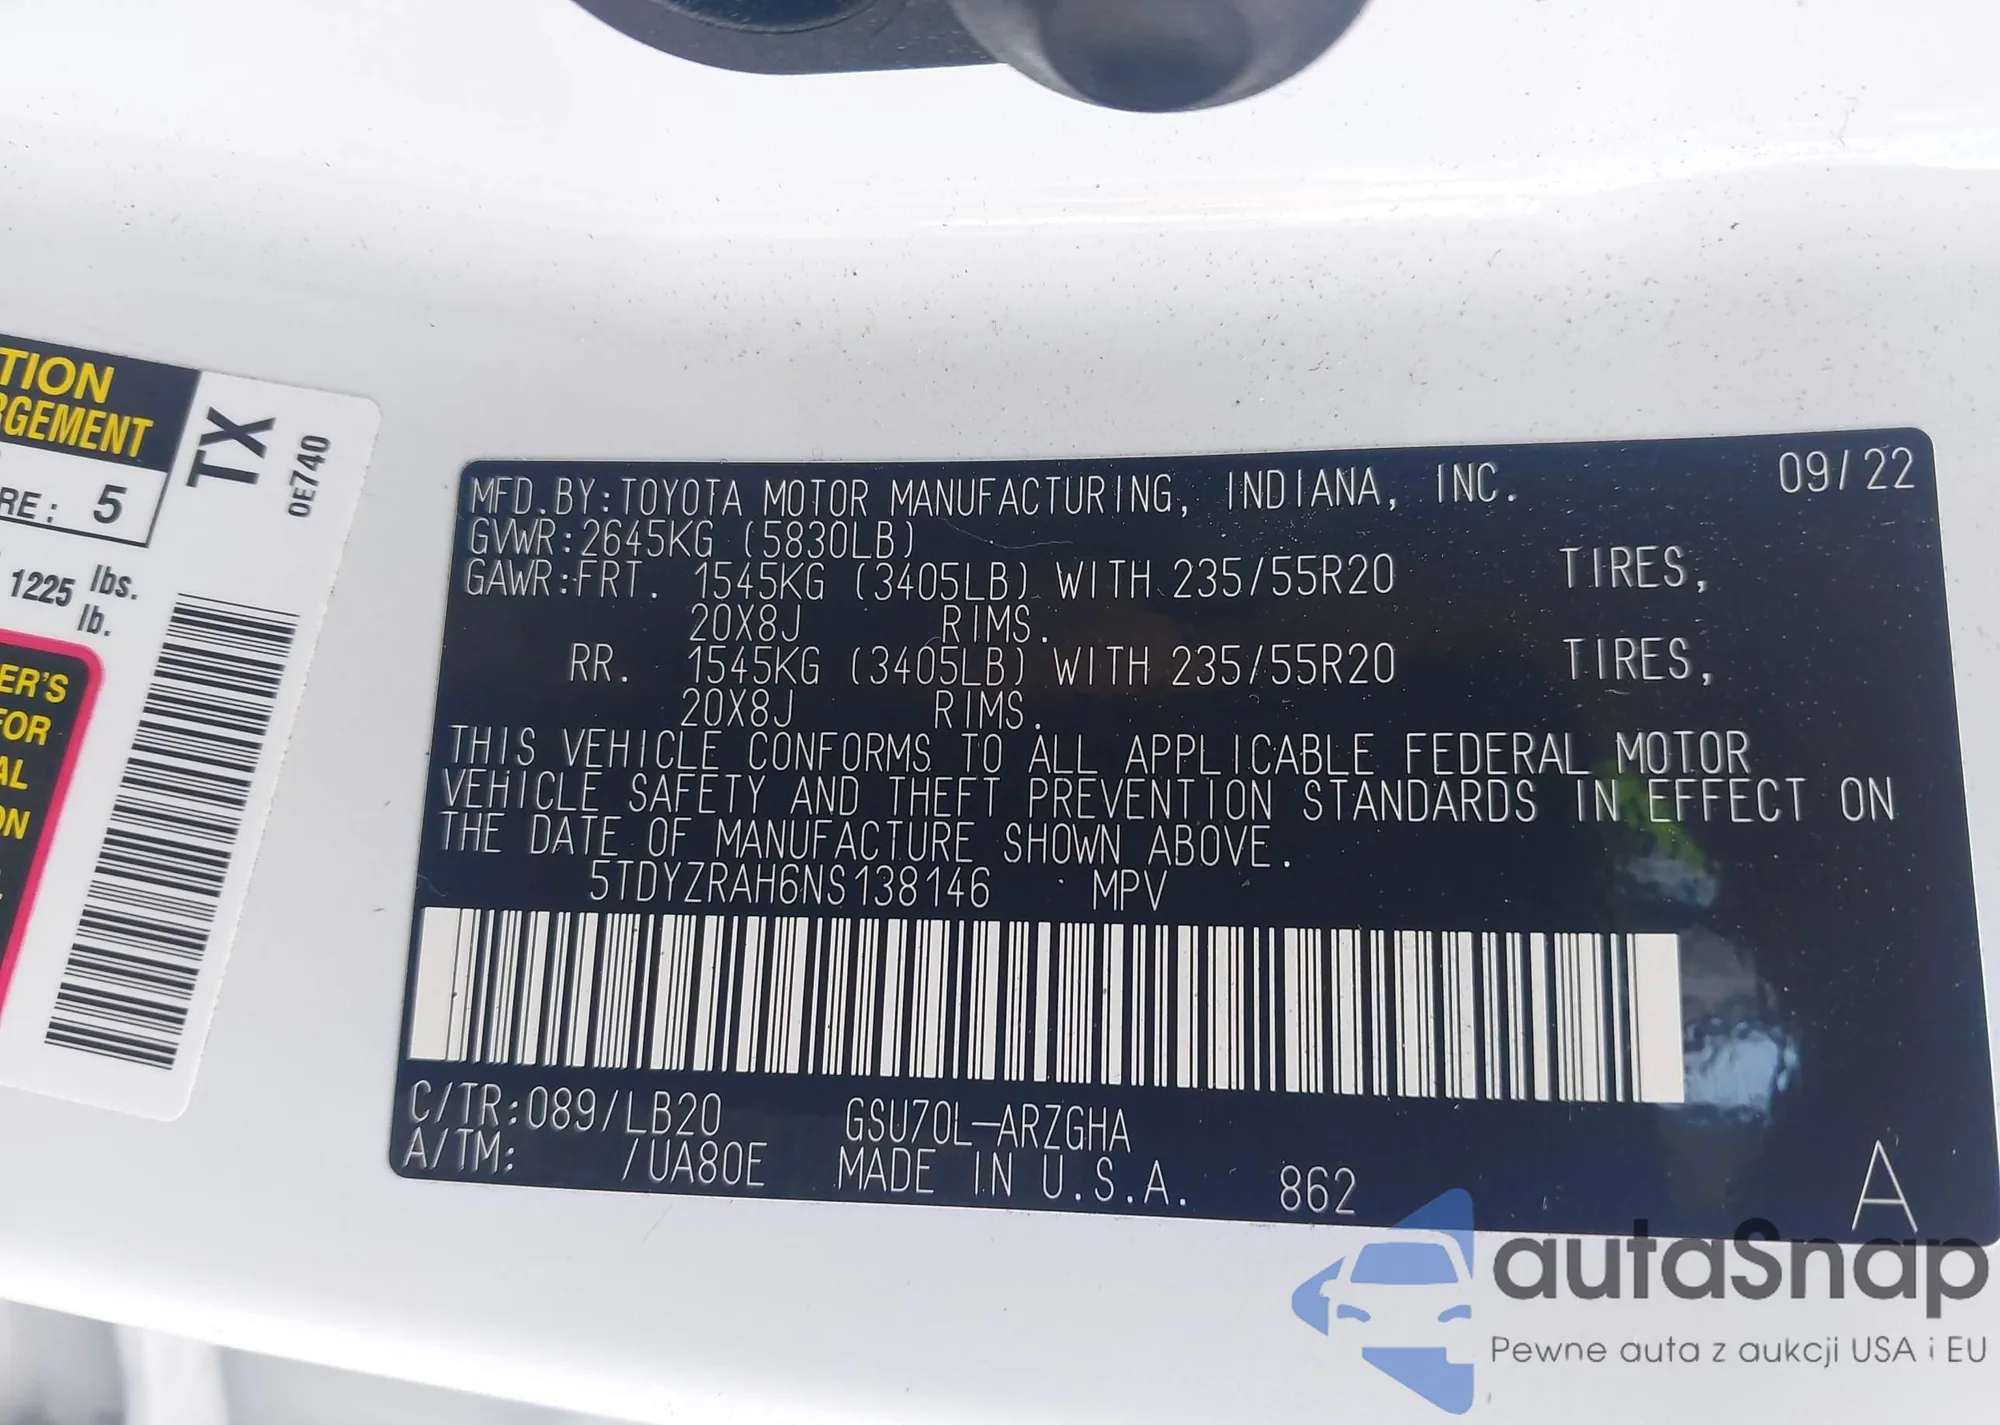 TION
RGEMENT
RE: 5
1225 lbs.
lb.
TX
0E740
ER'S
FOR
AL
ON
MFD.BY:TOYOTA MOTOR MANUFACTURING, INDIANA, INC. 09/22
GVWR:2645KG (5830LB)
GAWR:FRT. 1545KG (3405LB) WITH 235/55R20 TIRES,
20X8J RIMS.
RR. 1545KG (3405LB) WITH 235/55R20 TIRES,
20X8J RIMS.
THIS VEHICLE CONFORMS TO ALL APPLICABLE FEDERAL MOTOR
VEHICLE SAFETY AND THEFT PREVENTION STANDARDS IN EFFECT ON
THE DATE OF MANUFACTURE SHOWN ABOVE.
5TDYZRAH6NS138146 MPV
C/TR:089/LB20 GSU70L-ARZGHA
A/TM: /UA80E MADE IN U.S.A. 862 A
autaSnap
Pewne auta z aukcji USA i EU